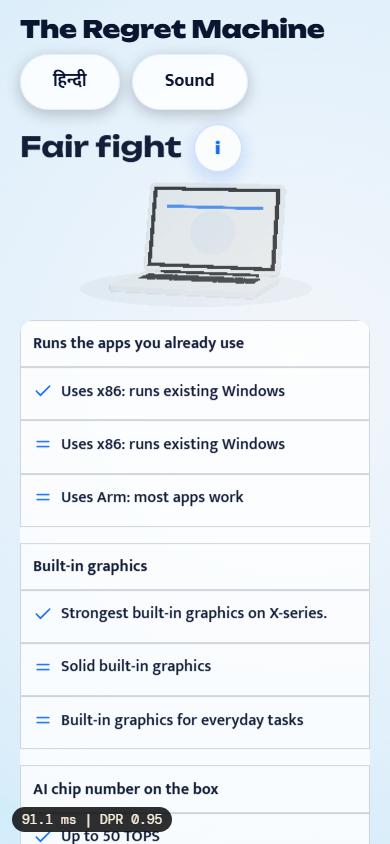 The Regret Machine
हिन्दी
Sound
Fair fight
i
Runs the apps you already use
Uses x86: runs existing Windows
Uses x86: runs existing Windows
Uses Arm: most apps work
Built-in graphics
Strongest built-in graphics on X-series.
Solid built-in graphics
Built-in graphics for everyday tasks
AI chip number on the box
Up to 50 TOPS
91.1 ms | DPR 0.95